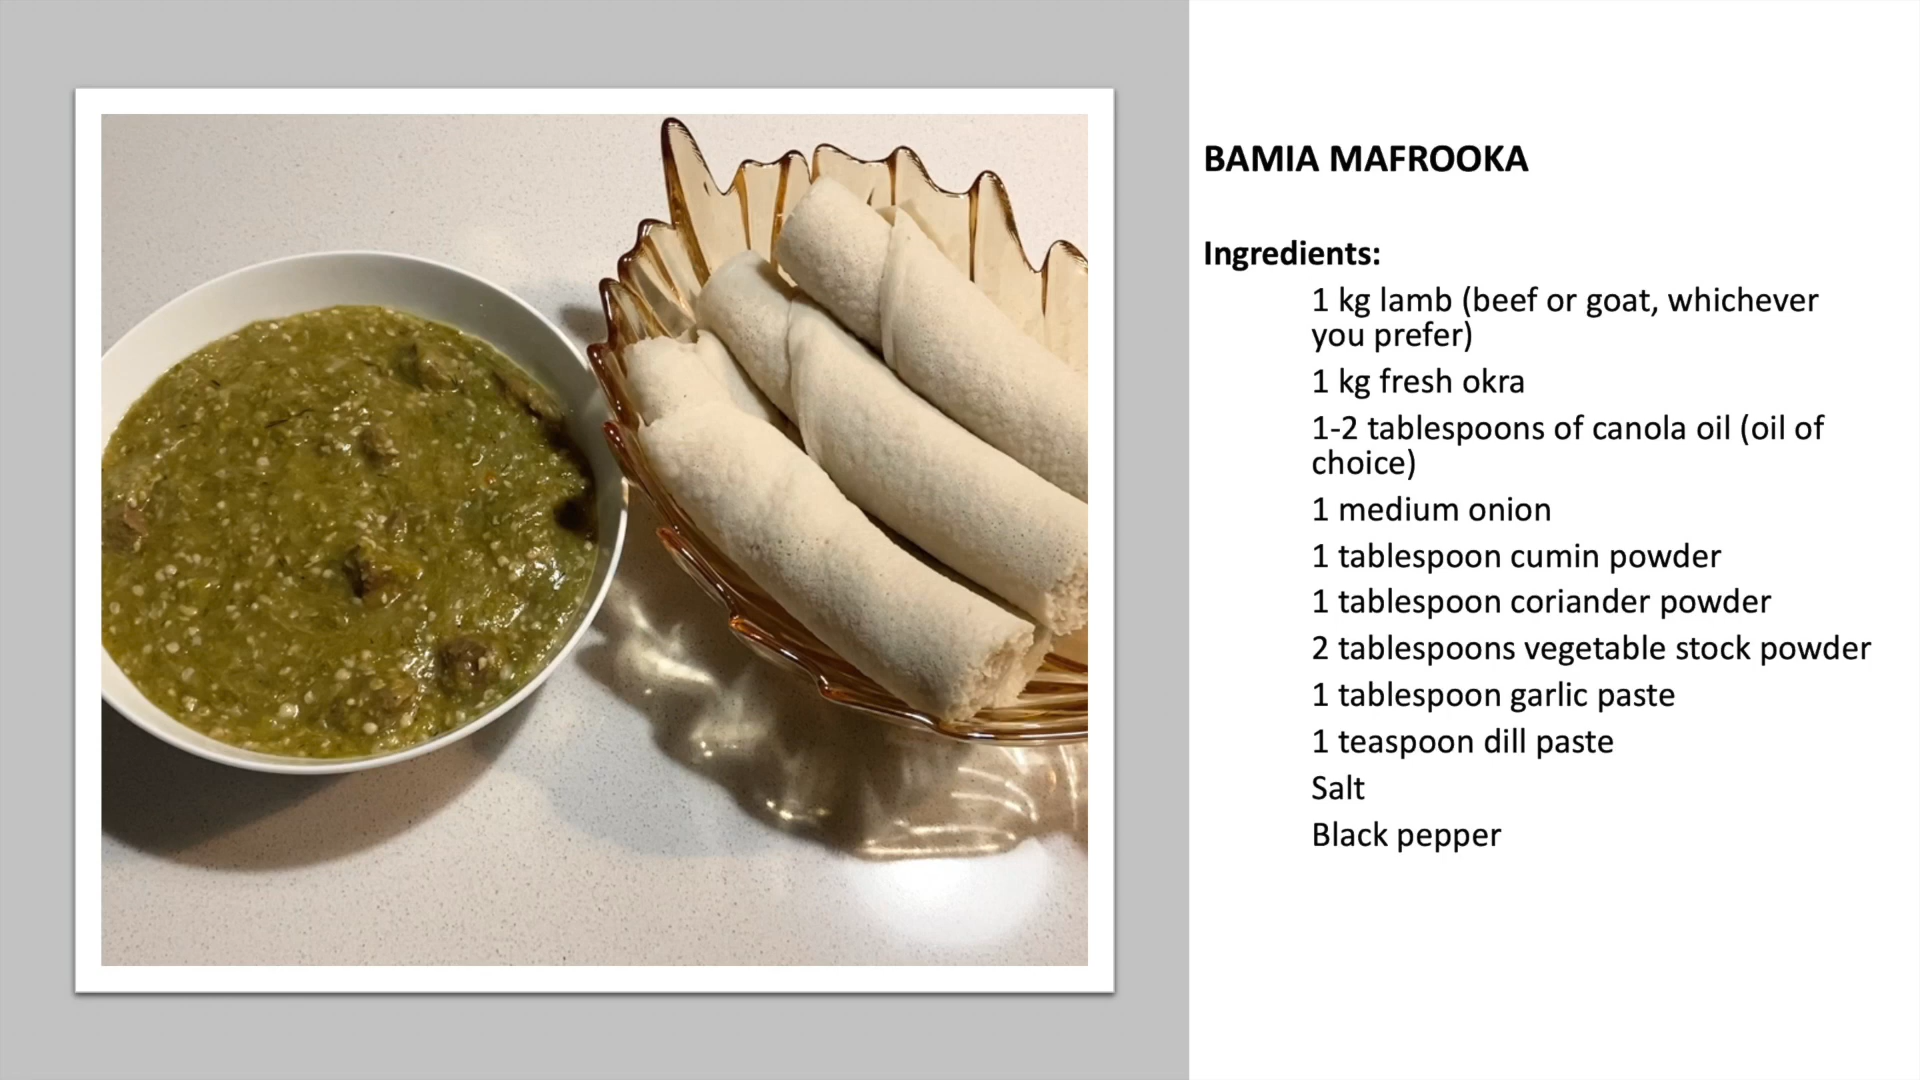 BAMIA MAFROOKA
Ingredients:
1 kg lamb (beef or goat, whichever
you prefer)
1 kg fresh okra
1-2 tablespoons of canola oil (oil of
choice)
1 medium onion
1 tablespoon cumin powder
1 tablespoon coriander powder
2 tablespoons vegetable stock powder
1 tablespoon garlic paste
1 teaspoon dill paste
Salt
Black pepper